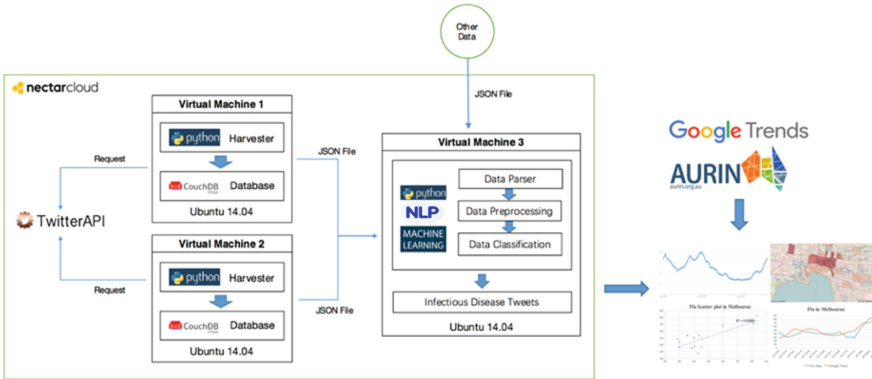 Other
Data
nectarcloud
JSON File
Virtual Machine 1
python Harvester
CouchDB Database
Ubuntu 14.04
Request
JSON File
TwitterAPI
Virtual Machine 2
python Harvester
CouchDB Database
Ubuntu 14.04
Request
JSON File
Virtual Machine 3
python
NLP
MACHINE
LEARNING
Data Parser
Data Preprocessing
Data Classification
Infectious Disease Tweets
Ubuntu 14.04
Google Trends
AURIN
aurin.org.au
Flu Scatter plot in Melbourne
Flu in Melbourne